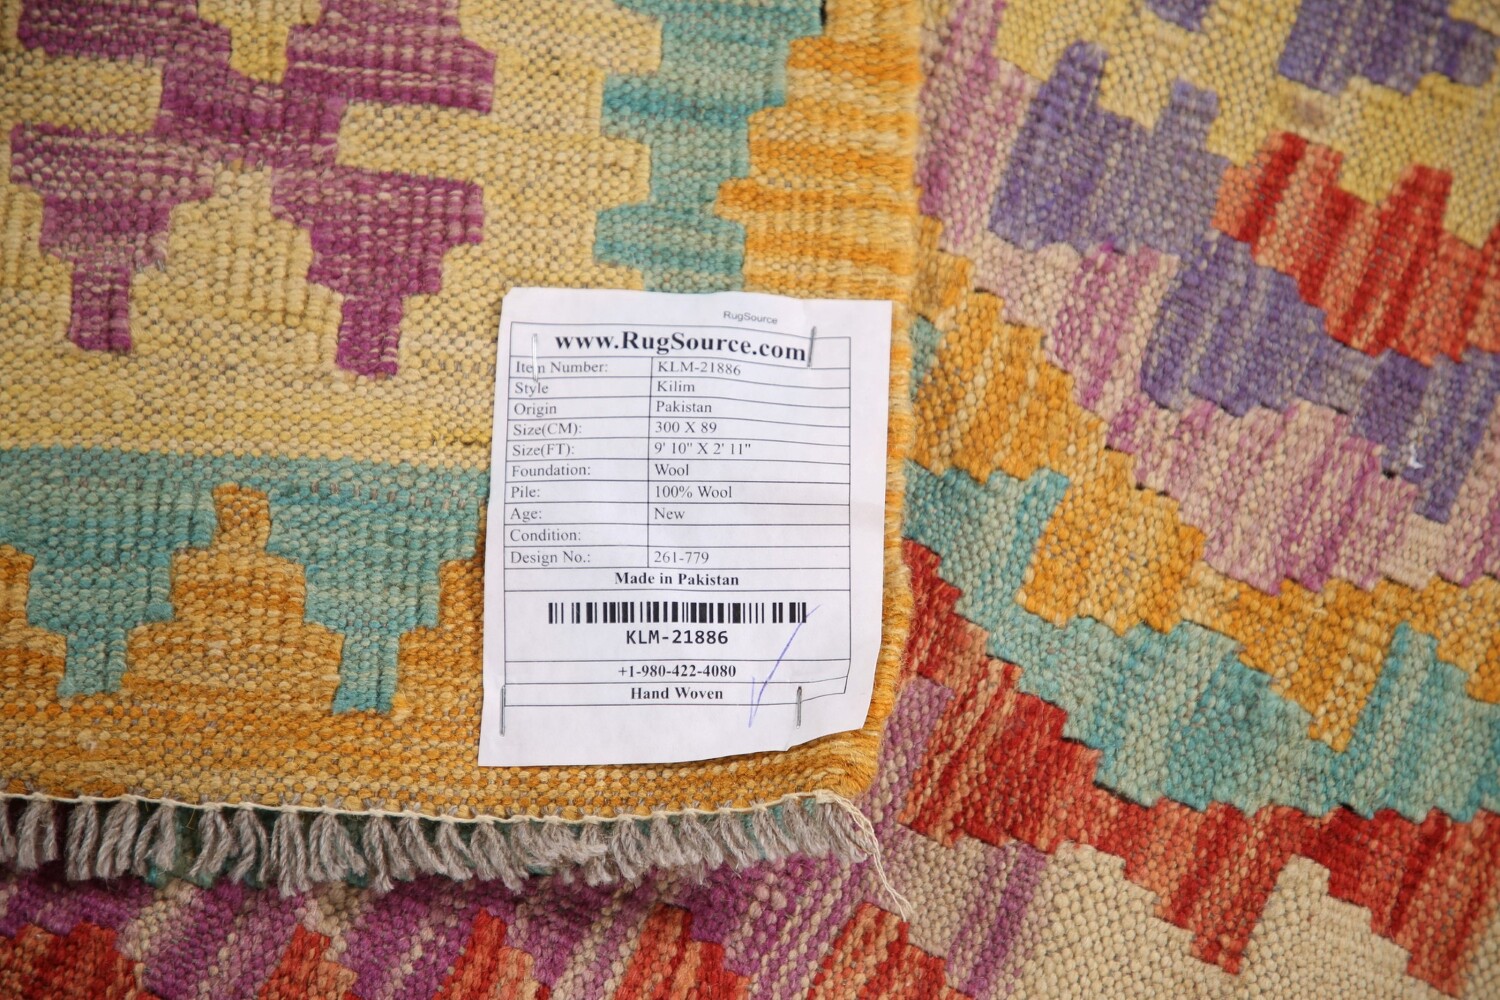 RugSource
www.RugSource.com
Item Number: KLM-21886
Style Kilim
Origin Pakistan
Size(CM): 300 X 89
Size(FT): 9' 10" X 2' 11"
Foundation: Wool
Pile: 100% Wool
Age: New
Condition:
Design No.: 261-779
Made in Pakistan
KLM-21886
+1-980-422-4080
Hand Woven